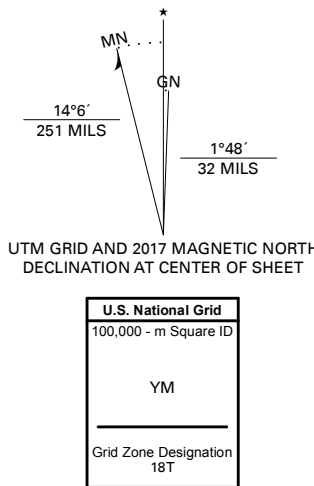 ★
MN
GN
14°6´
251 MILS
1°48´
32 MILS
UTM GRID AND 2017 MAGNETIC NORTH
DECLINATION AT CENTER OF SHEET
U.S. National Grid
100,000 - m Square ID
YM
Grid Zone Designation
18T